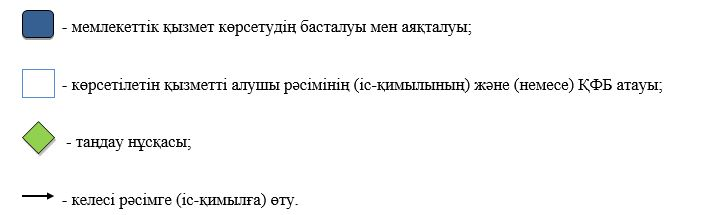 - мемлекеттік қызмет көрсетудің басталуы мен аяқталуы;
- көрсетілетін қызметті алушы рәсімінің (іс-қимылының) және (немесе) ҚФБ атауы;
- таңдау нұсқасы;
- келесі рәсімге (іс-қимылға) өту.